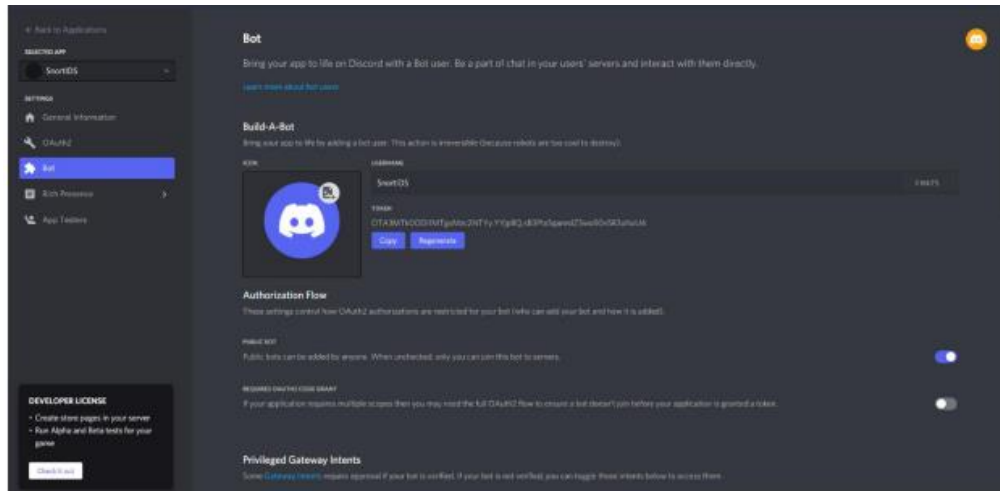 Back to Applications
SELECTED APP
SnortIDS
SETTINGS
General Information
OAuth2
Bot
Rich Presence
App Testers
DEVELOPER LICENSE
• Create store pages in your server
• Run Alpha and Beta tests for your
game
Check it out
Bot
Bring your app to life on Discord with a Bot user. Be a part of chat in your users' servers and interact with them directly.
Learn more about bot users
Build-A-Bot
Bring your app to life by adding a bot user. This action is irreversible (because robots are too cool to destroy).
ICON
USERNAME
SnortIDS
TOKEN
Copy
Regenerate
Authorization Flow
These settings control how OAuth2 authorizations are restricted for your bot (who can add your bot and how it is added).
PUBLIC BOT
Public bots can be added by anyone. When unchecked, only you can join this bot to servers.
REQUIRES OAUTH2 CODE GRANT
If your application requires multiple scopes then you may need the full OAuth2 flow to ensure a bot doesn't join before your application is granted a token.
Privileged Gateway Intents
Some Gateway Intents require approval if your bot is verified. If your bot is not verified, you can toggle those intents below to access them.